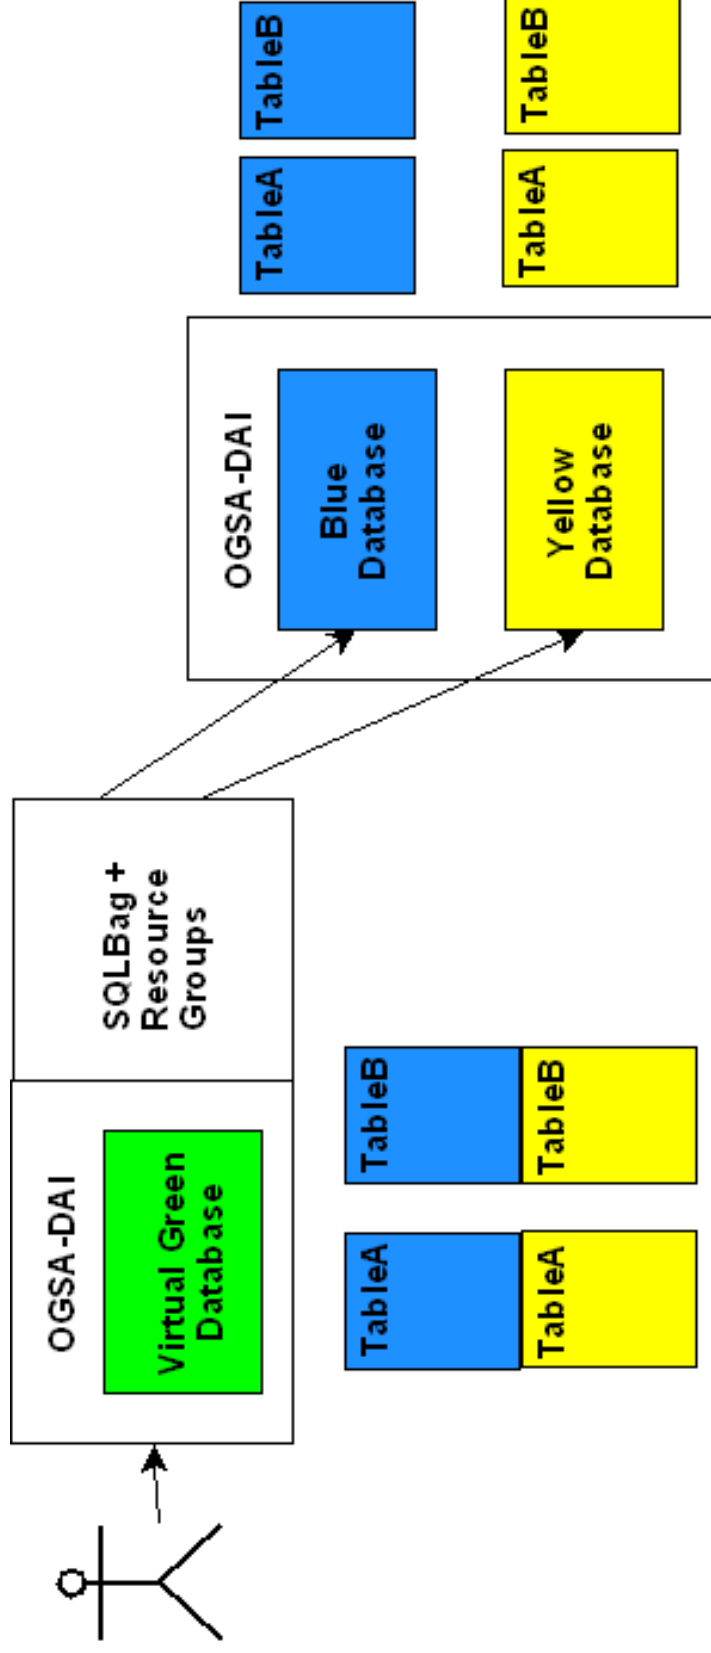 OGSA-DAI
Virtual Green
Database
SQLBag +
Resource
Groups
TableA
TableA
TableB
TableB
OGSA-DAI
Blue
Database
Yellow
Database
TableA
TableB
TableA
TableB